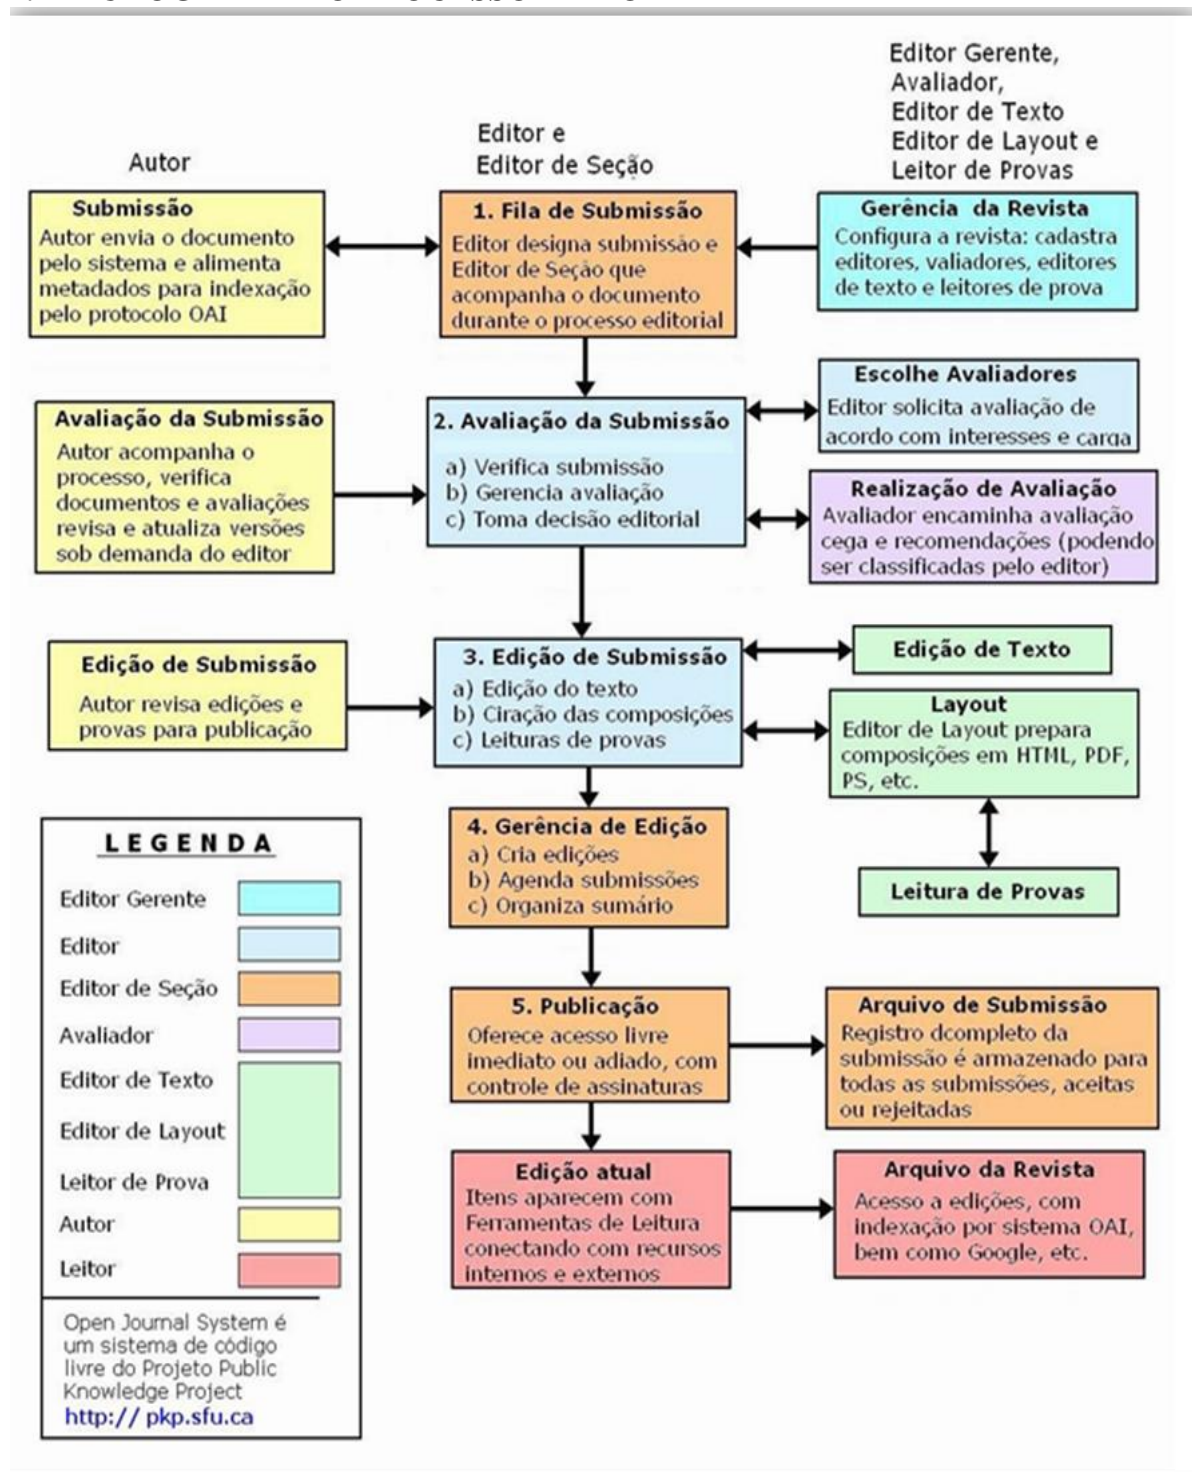 Autor
Editor e
Editor de Seção
Editor Gerente,
Avaliador,
Editor de Texto
Editor de Layout e
Leitor de Provas
Submissão
Autor envia o documento
pelo sistema e alimenta
metadados para indexação
pelo protocolo OAI
1. Fila de Submissão
Editor designa submissão e
Editor de Seção que
acompanha o documento
durante o processo editorial
Gerência da Revista
Configura a revista: cadastra
editores, valiadores, editores
de texto e leitores de prova
Escolhe Avaliadores
Editor solicita avaliação de
acordo com interesses e carga
Avaliação da Submissão
Autor acompanha o
processo, verifica
documentos e avaliações
revisa e atualiza versões
sob demanda do editor
2. Avaliação da Submissão
a) Verifica submissão
b) Gerencia avaliação
c) Toma decisão editorial
Realização de Avaliação
Avaliador encaminha avaliação
cega e recomendações (podendo
ser classificadas pelo editor)
Edição de Submissão
Autor revisa edições e
provas para publicação
3. Edição de Submissão
a) Edição do texto
b) Ciração das composições
c) Leituras de provas
Edição de Texto
Layout
Editor de Layout prepara
composições em HTML, PDF,
PS, etc.
Leitura de Provas
4. Gerência de Edição
a) Cria edições
b) Agenda submissões
c) Organiza sumário
5. Publicação
Oferece acesso livre
imediato ou adiado, com
controle de assinaturas
Arquivo de Submissão
Registro dcompleto da
submissão é armazenado para
todas as submissões, aceitas
ou rejeitadas
Edição atual
Itens aparecem com
Ferramentas de Leitura
conectando com recursos
internos e externos
Arquivo da Revista
Acesso a edições, com
indexação por sistema OAI,
bem como Google, etc.
LEGENDA
Editor Gerente
Editor
Editor de Seção
Avaliador
Editor de Texto
Editor de Layout
Leitor de Prova
Autor
Leitor
Open Journal System é
um sistema de código
livre do Projeto Public
Knowledge Project
http:// pkp.sfu.ca